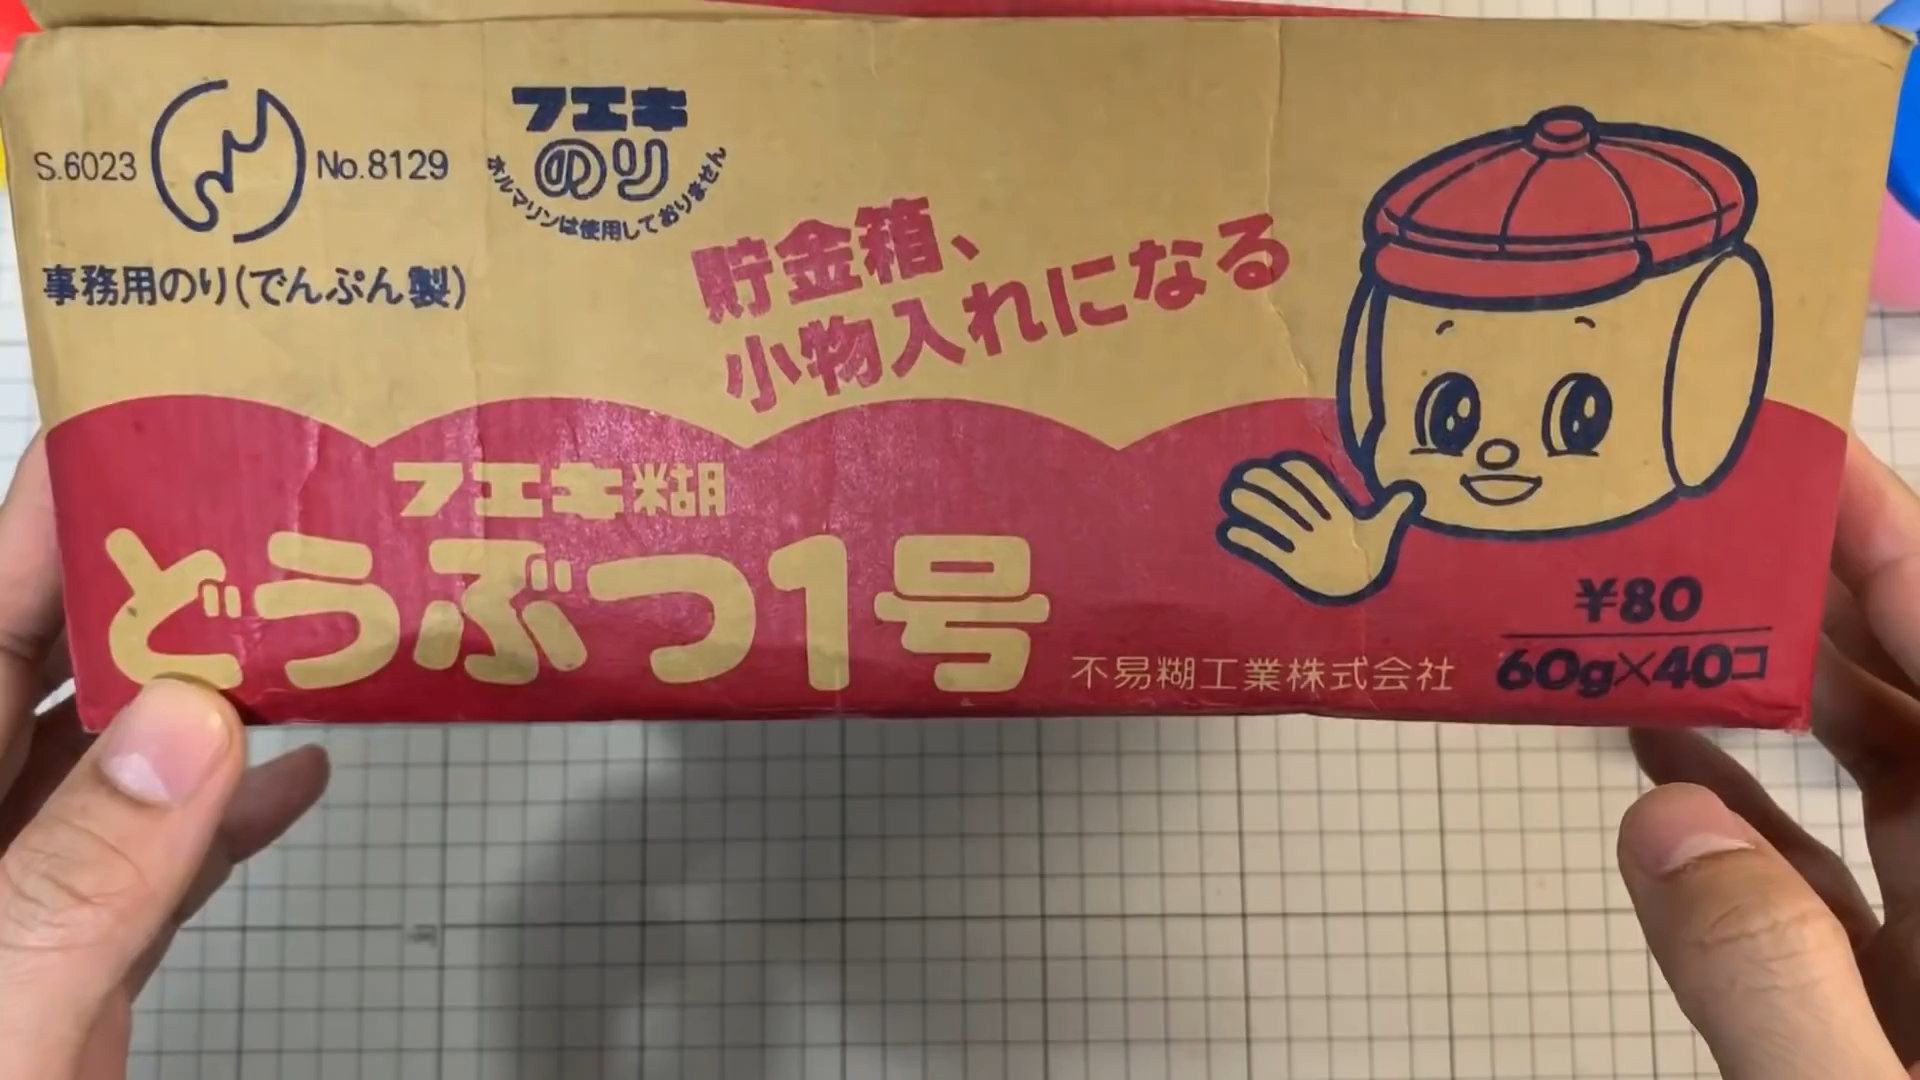 S.6023
No.8129
事務用のり(でんぷん製)
フエキ
のり
ホルマリンは使用しておりません
貯金箱、
小物入れになる
フエキ糊
どうぶつ1号
不易糊工業株式会社
¥80
60g×40コ